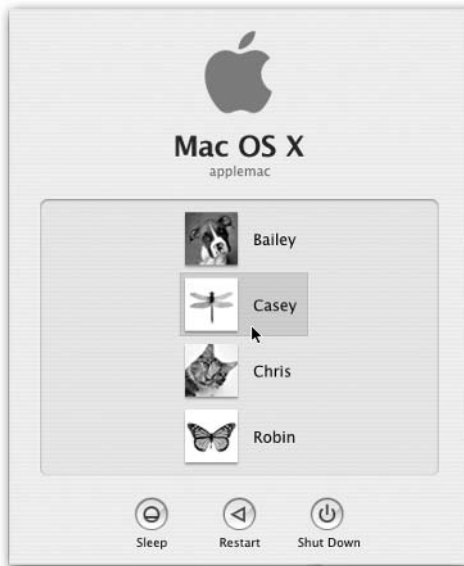 Mac OS X
applemac
Bailey
Casey
Chris
Robin
Sleep Restart Shut Down